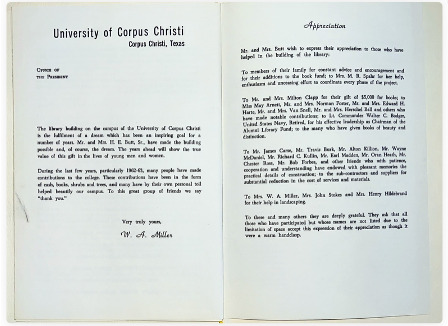 University of Corpus Christi
Corpus Christi, Texas
OFFICE OF
THE PRESIDENT
The library building on the campus of the University of Corpus Christi
is the fulfilment of a dream which has been an inspiring goal for a
number of years. Mr. and Mrs. H. E. Butt, Sr., have made the building
possible and, of course, the dream. The years ahead will show the true
value of this gift in the lives of young men and women.
During the last few years, particularly 1962-63, many people have made
contributions to the college. These contributions have been in the form
of cash, books, shrubs and trees, and many have by their own personal toil
helped beautify our campus. To this great group of friends we say
"thank you."
Very truly yours,
W. A. Miller
Appreciation
Mr. and Mrs. Butt wish to express their appreciation to those who have
helped in the building of the library:
To members of their family for constant advice and encouragement and
for their additions to the book fund; to Mrs. M. R. for her help,
enthusiasm and unceasing effort to coordinate every phase of the project.
To Mr. and Mrs. Milton Clapp for their gift of $5,000 for books; to
Miss May Mr. and Mrs. Norman Porter, Mr. and Mrs. Edward H.
Harte, Mr. and Mrs. Van Snell, Mr. and Mrs. Hershel Bell and others who
have made notable contributions; to Lt. Commander Walter C.
United States Navy, Retired, for his effective leadership as Chairman of the
Alumni Library Fund; to the many who have given books of beauty and
distinction.
To Mr. James Carse, Mr. Travis Burk, Mr. Alton Mr. Wayne
McDaniel, Mr. Richard C. Mr. Earl Madden, Mr. Orus Heath, Mr.
Chester Ross, Mr. Bob Forbes, and other friends who with patience,
cooperation and understanding have endowed with pleasant memories the
practical details of construction; to the sub-contractors and suppliers for
substantial reduction in the cost of services and materials.
To Mrs. W. A. Miller, Mrs. John Stokes and Mrs. Henry Hildebrand
for their help in landscaping.
To these and many others they are deeply grateful. They ask that all
those who have participated but whose names are not listed due to the
limitation of space accept this expression of their appreciation as though it
were a warm handclasp.